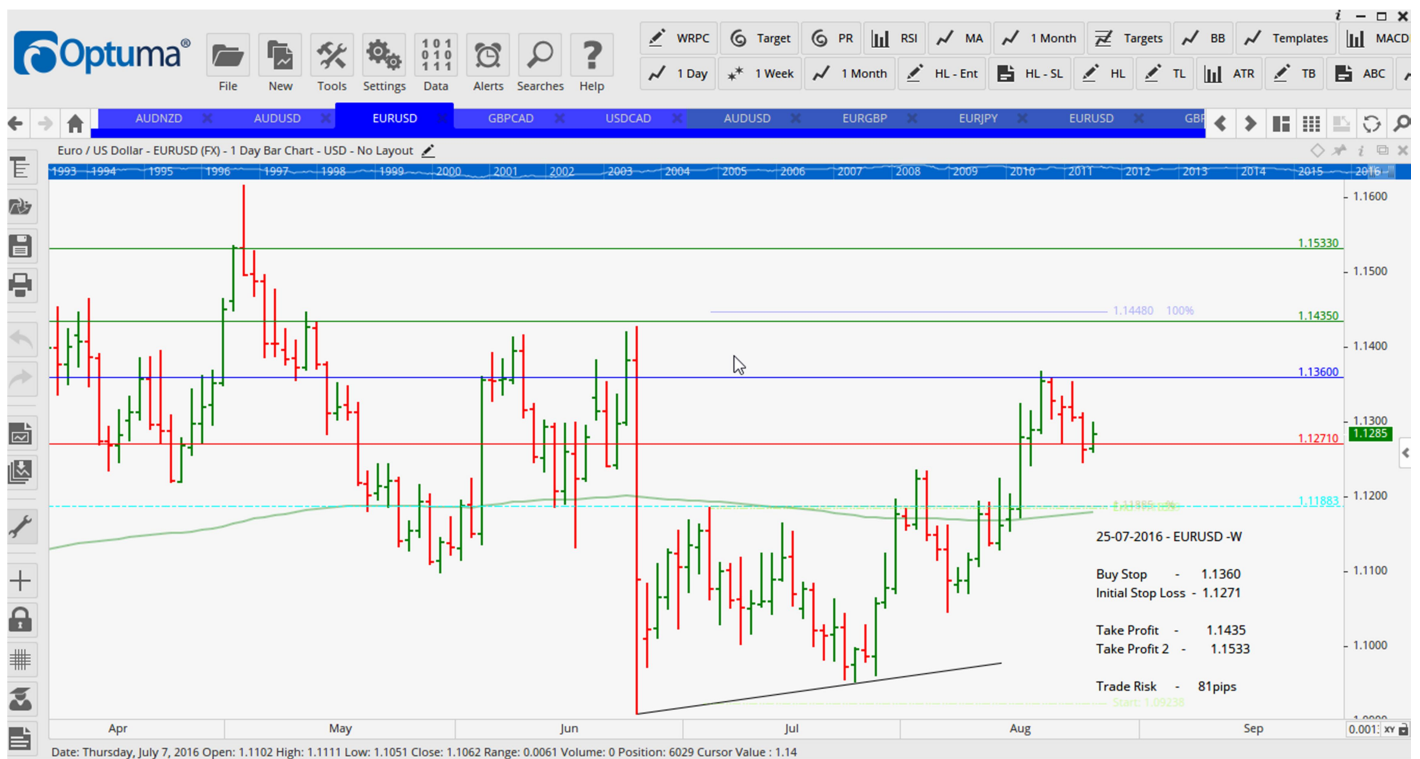 Optuma®
File New Tools Settings Data Alerts Searches Help
WRPC Target PR RSI MA 1 Month Targets BB Templates MACD
1 Day 1 Week 1 Month HL - Ent HL - SL HL TL ATR TB ABC
AUDNZD AUDUSD EURUSD GBPCAD USDCAD AUDUSD EURGBP EURJPY EURUSD GBP
Euro / US Dollar - EURUSD (FX) - 1 Day Bar Chart - USD - No Layout
1993 1994 1995 1996 1997 1998 1999 2000 2001 2002 2003 2004 2005 2006 2007 2008 2009 2010 2011 2012 2013 2014 2015 2016
1.1600
1.15330
1.1500
1.14480 100%
1.14350
1.1400
1.13600
1.1300
1.1285
1.12710
1.1200
1.11883
25-07-2016 - EURUSD -W
1.1100
Buy Stop - 1.1360
Initial Stop Loss - 1.1271
Take Profit - 1.1435
1.1000
Take Profit 2 - 1.1533
Trade Risk - 81pips
Start: 1.09238
Apr May Jun Jul Aug Sep
XY
Date: Thursday, July 7, 2016 Open: 1.1102 High: 1.1111 Low: 1.1051 Close: 1.1062 Range: 0.0061 Volume: 0 Position: 6029 Cursor Value : 1.14